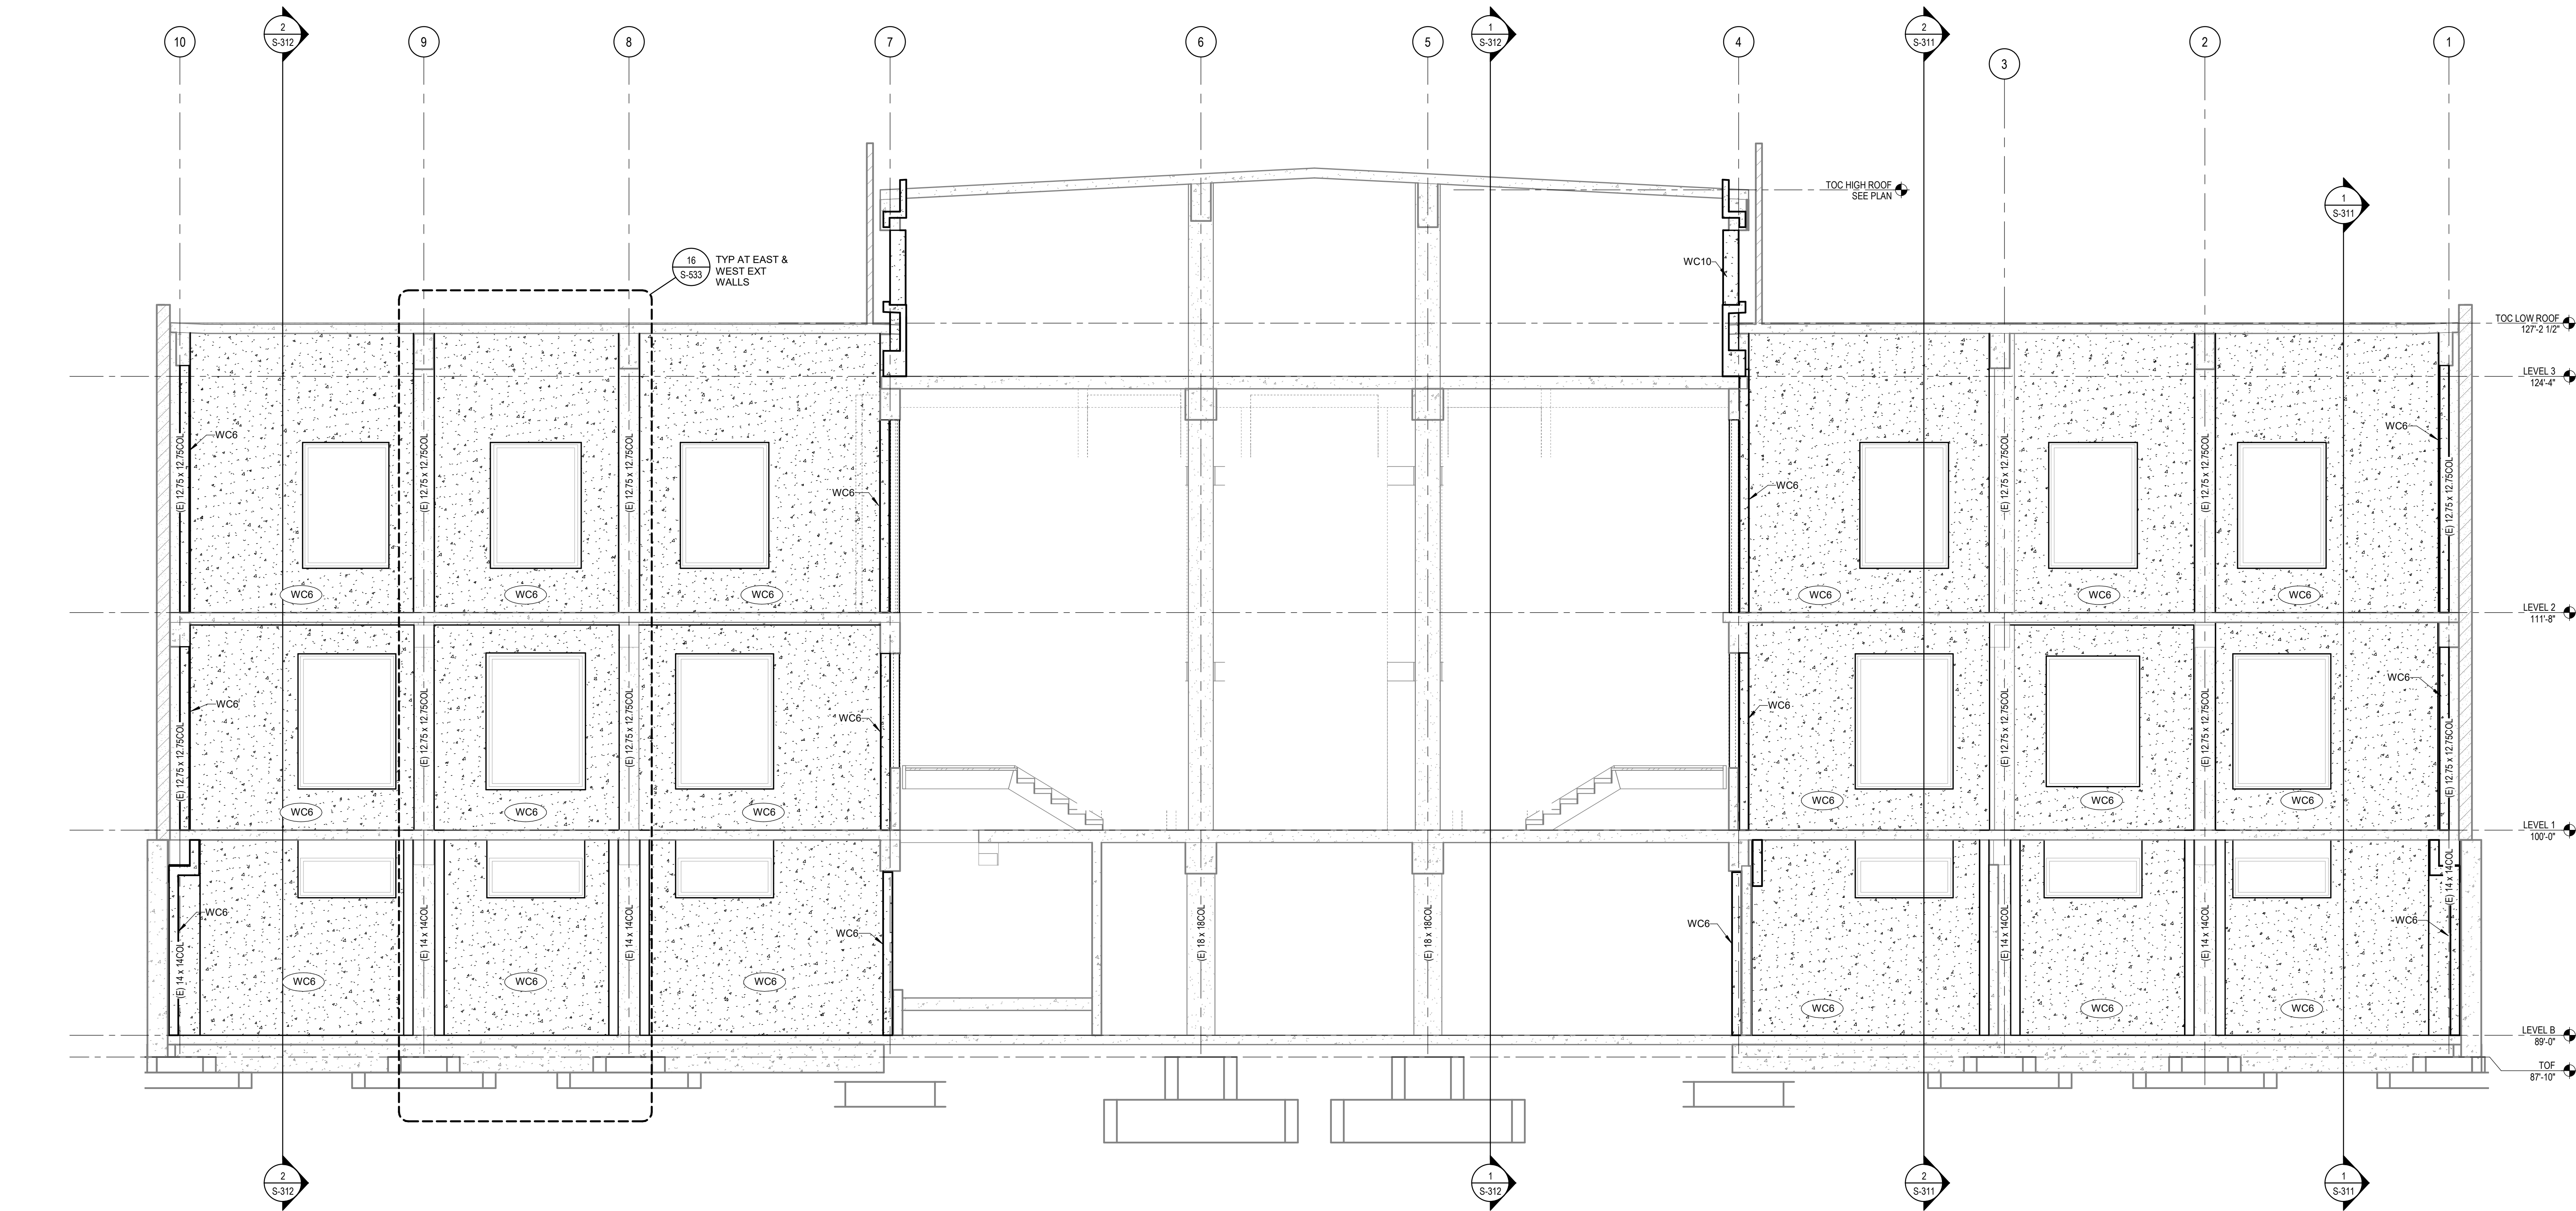 2
S-312
1
S-312
2
S-311
10
9
8
7
6
5
4
3
2
1
TOC HIGH ROOF
SEE PLAN
1
S-311
16
S-533
TYP AT EAST &
WEST EXT
WALLS
WC10
TOC LOW ROOF
127'-2 1/2"
LEVEL 3
124'-4"
WC6
WC6
WC6
WC6
(E) 12.75 x 12.75COL
(E) 12.75 x 12.75COL
(E) 12.75 x 12.75COL
(E) 12.75 x 12.75COL
(E) 12.75 x 12.75COL
(E) 12.75 x 12.75COL
WC6
WC6
WC6
WC6
WC6
WC6
LEVEL 2
111'-8"
WC6
WC6
WC6
WC6
(E) 12.75 x 12.75COL
(E) 12.75 x 12.75COL
(E) 12.75 x 12.75COL
(E) 12.75 x 12.75COL
(E) 12.75 x 12.75COL
(E) 12.75 x 12.75COL
WC6
WC6
WC6
WC6
WC6
WC6
LEVEL 1
100'-0"
WC6
WC6
WC6
WC6
(E) 14 x 14COL
(E) 14 x 14COL
(E) 14 x 14COL
(E) 18 x 18COL
(E) 18 x 18COL
(E) 14 x 14COL
(E) 14 x 14COL
(E) 14 x 14COL
WC6
WC6
WC6
WC6
WC6
WC6
LEVEL B
89'-0"
TOF
87'-10"
2
S-312
1
S-312
2
S-311
1
S-311